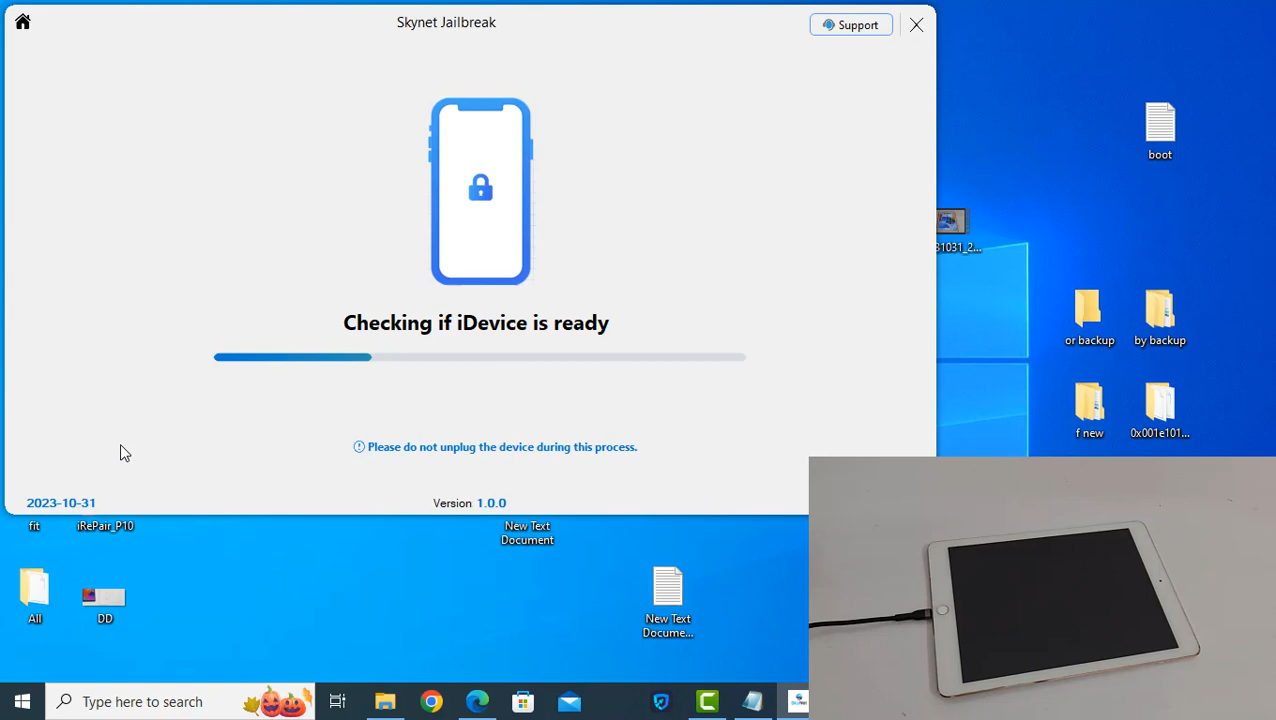 Skynet Jailbreak
Support
boot
31031_2...
Checking if iDevice is ready
or backup
by backup
Please do not unplug the device during this process.
f new
0x001e101...
2023-10-31
Version 1.0.0
fit
iRePair_P10
New Text
Document
All
DD
New Text
Docume...
Type here to search